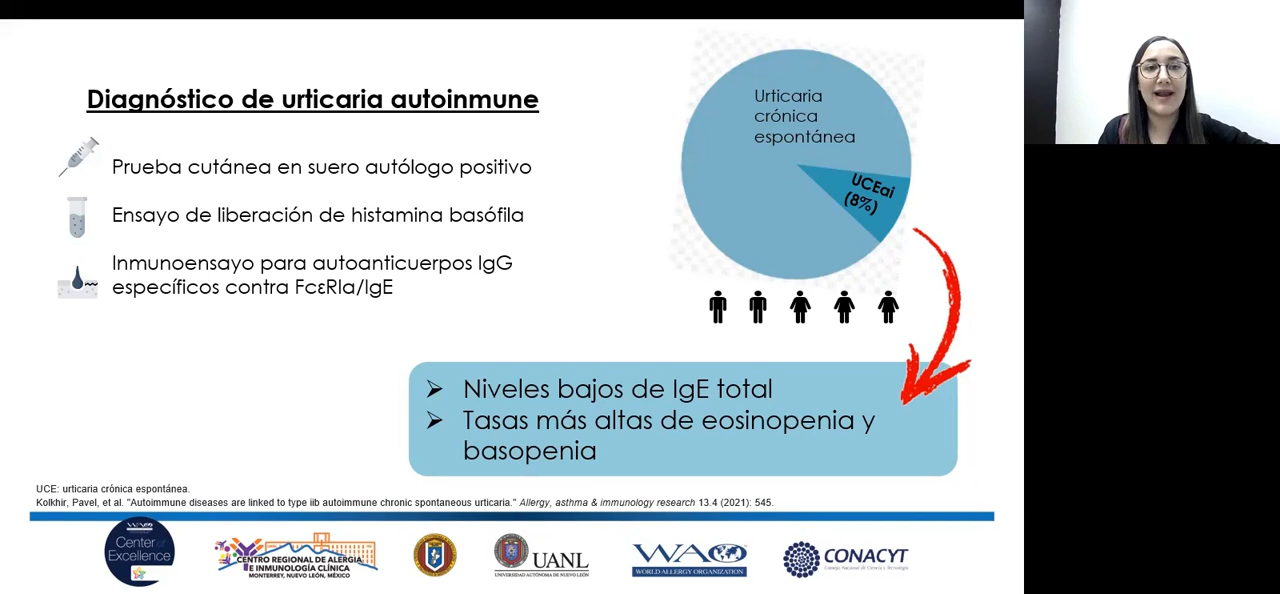 Diagnóstico de urticaria autoinmune
Prueba cutánea en suero autólogo positivo
Ensayo de liberación de histamina basófila
Inmunoensayo para autoanticuerpos IgG
específicos contra FcεRIa/IgE
Urticaria
crónica
espontánea
UCEai
(8%)
Niveles bajos de IgE total
Tasas más altas de eosinopenia y
basopenia
UCE: urticaria crónica espontánea.
Kolkhir, Pavel, et al. "Autoimmune diseases are linked to type iib autoimmune chronic spontaneous urticaria." Allergy, asthma & immunology research 13.4 (2021): 545.
WAO
Center of
Excellence
CENTRO REGIONAL DE ALERGIA
E INMUNOLOGÍA CLÍNICA
MONTERREY, NUEVO LEÓN, MÉXICO
UANL
UNIVERSIDAD AUTÓNOMA DE NUEVO LEÓN
WAO
WORLD ALLERGY ORGANIZATION
CONACYT
Consejo Nacional de Ciencia y Tecnología